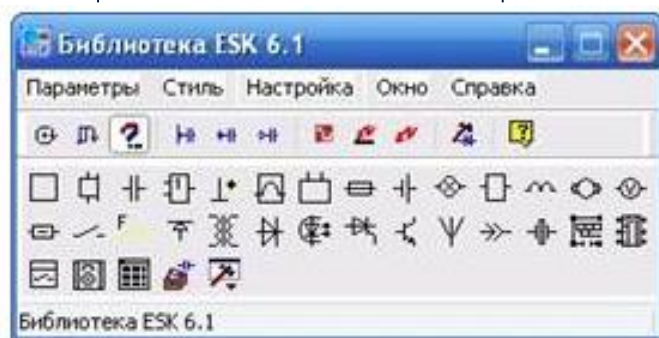 Библиотека ESK 6.1
Параметры Стиль Настройка Окно Справка
F
Библиотека ESK 6.1